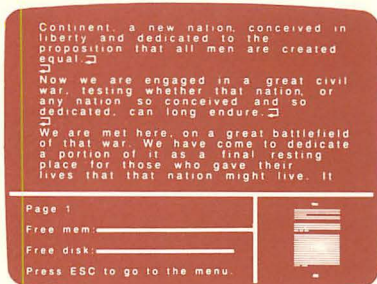 Continent, a new nation, conceived in
liberty and dedicated to the
proposition that all men are created
equal.
Now we are engaged in a great civil
war, testing whether that nation, or
any nation so conceived and so
dedicated, can long endure.
We are met here, on a great battlefield
of that war. We have come to dedicate
a portion of it as a final resting
place for those who gave their
lives that that nation might live. It
Page 1
Free mem:
Free disk:
Press ESC to go to the menu.